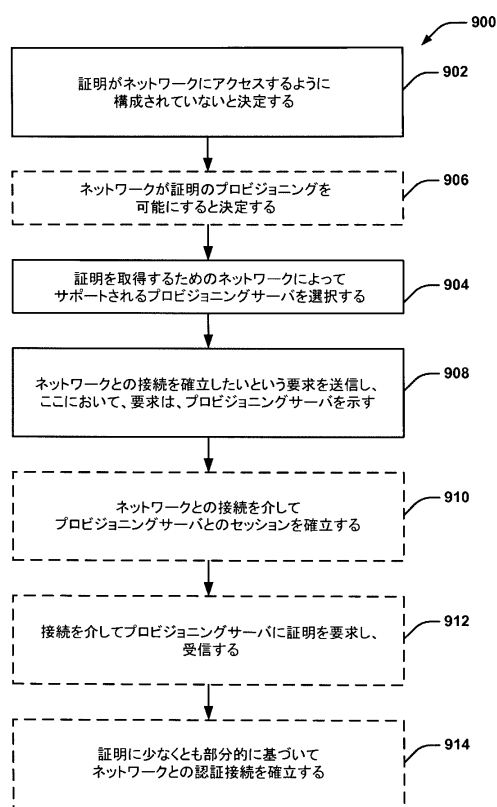 900
証明がネットワークにアクセスするように
構成されていないと決定する
902
ネットワークが証明のプロビジョニングを
可能にすると決定する
906
証明を取得するためのネットワークによって
サポートされるプロビジョニングサーバを選択する
904
ネットワークとの接続を確立したいという要求を送信し、
ここにおいて、要求は、プロビジョニングサーバを示す
908
ネットワークとの接続を介して
プロビジョニングサーバとのセッションを確立する
910
接続を介してプロビジョニングサーバに証明を要求し、
受信する
912
証明に少なくとも部分的に基づいて
ネットワークとの認証接続を確立する
914